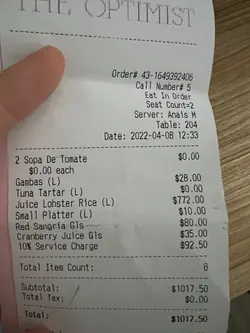 THE OPTIMIST
Order# 43-1649392406
Call Number# 5
Eat In Order
Seat Count=2
Server: Anais M
Table: 204
Date: 2022-04-08 12:33
2 Sopa De Tomate $0.00
$0.00 each
Gambas (L) $28.00
Tuna Tartar (L) $0.00
Juice Lobster Rice (L) $772.00
Small Platter (L) $10.00
Red Sangria Gls $80.00
Cranberry Juice Gls $35.00
10% Service Charge $92.50
Total Item Count: 8
Subtotal: $1017.50
Total Tax: $0.00
Total: $1017.50